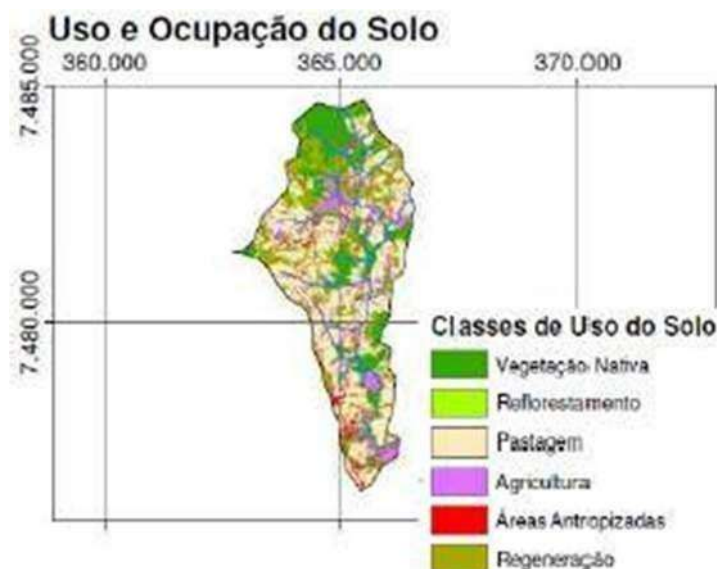 Uso e Ocupação do Solo
360.000 365.000 370.000
7.485.000
7.480.000
Classes de Uso do Solo
Vegetação Nativa
Reflorestamento
Pastagem
Agricultura
Áreas Antropizadas
Regeneração